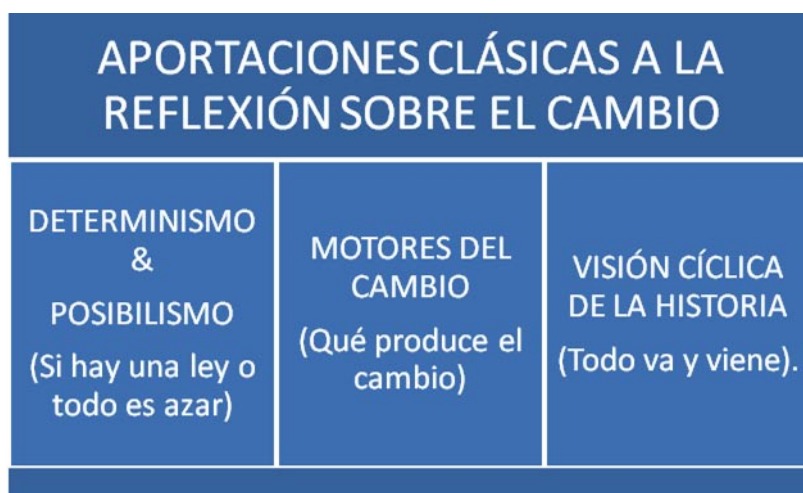 APORTACIONES CLÁSICAS A LA
REFLEXIÓN SOBRE EL CAMBIO
DETERMINISMO
&
POSIBILISMO
(Si hay una ley o
todo es azar)
MOTORES DEL
CAMBIO
(Qué produce el
cambio)
VISIÓN CÍCLICA
DE LA HISTORIA
(Todo va y viene).